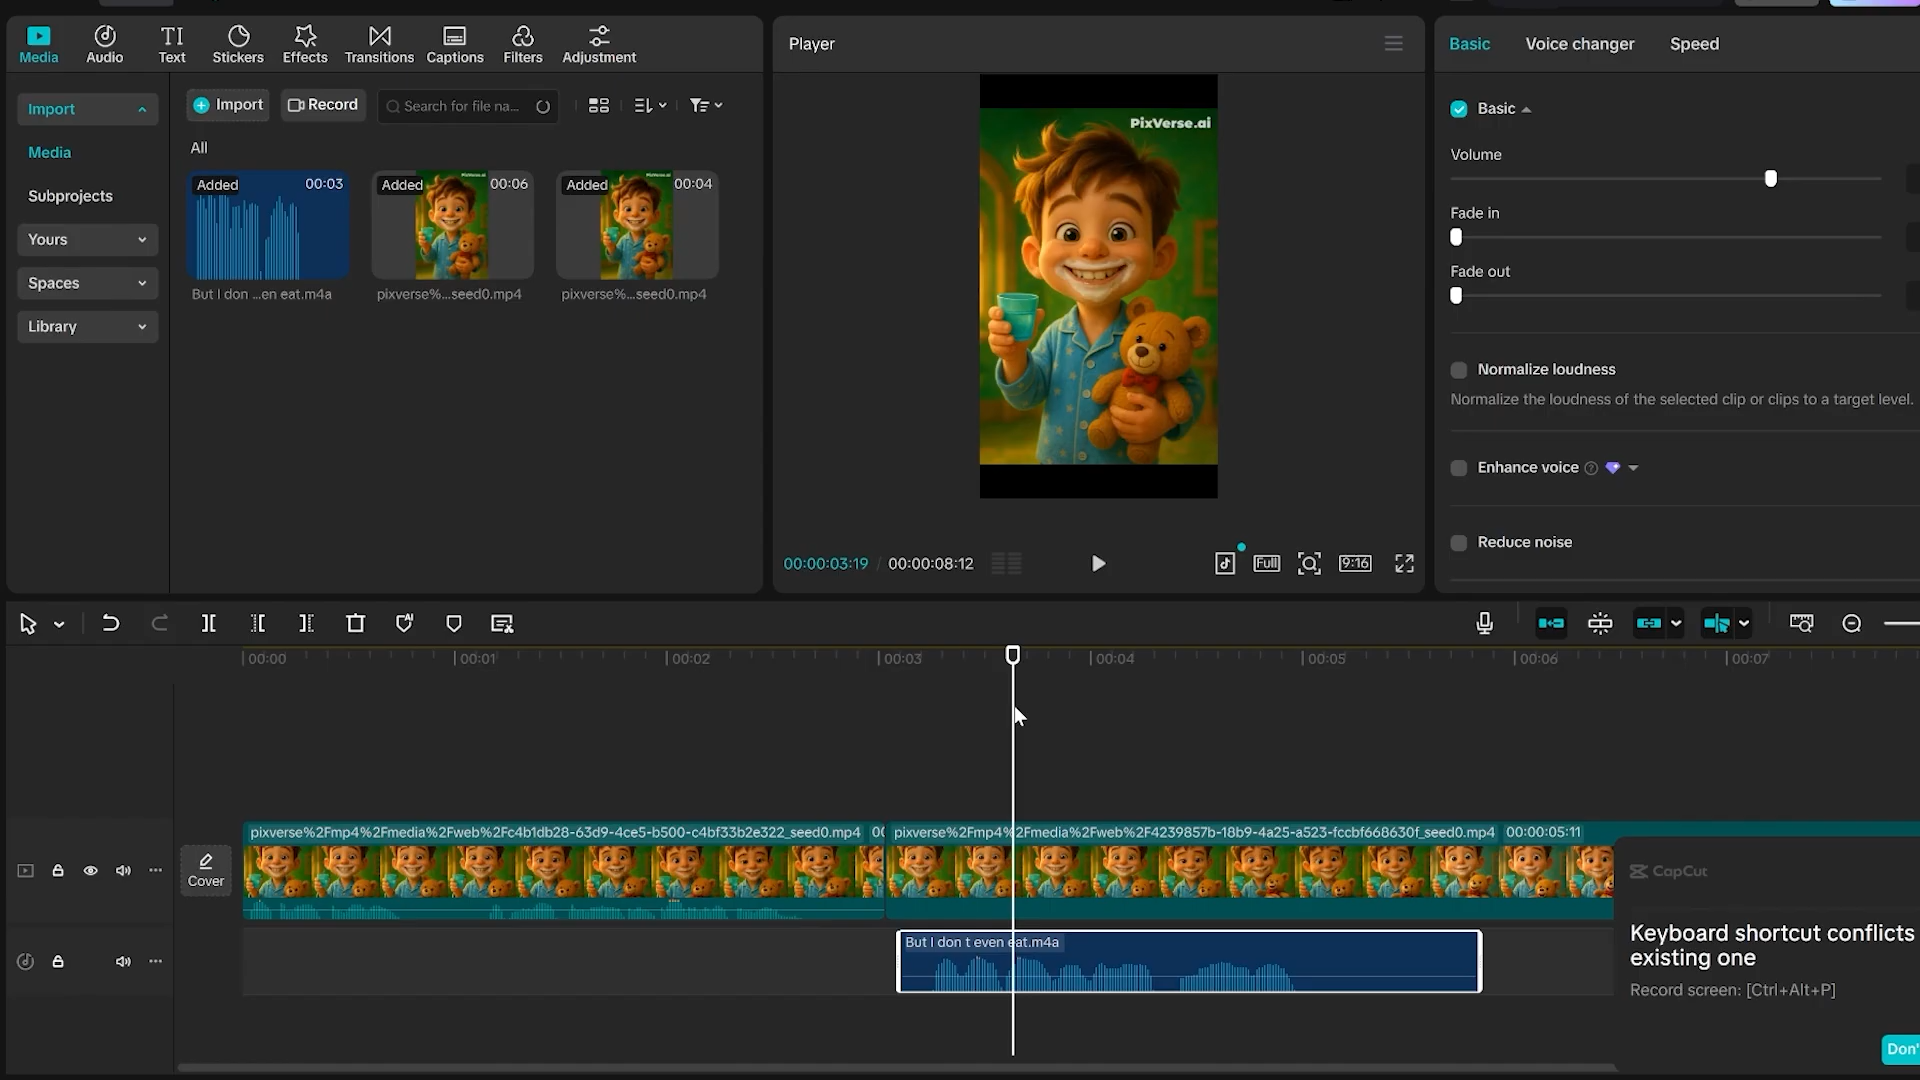 Media
Audio
Text
Stickers
Effects
Transitions
Captions
Filters
Adjustment
Import
Media
Subprojects
Yours
Spaces
Library
Import
Record
Search for file na...
All
Added 00:03
But I don ...en eat.m4a
Added 00:06
pixverse%...seed0.mp4
Added 00:04
pixverse%...seed0.mp4
Player
PixVerse.ai
00:00:03:19 / 00:00:08:12
Full
9:16
Basic
Voice changer
Speed
Basic
Volume
Fade in
Fade out
Normalize loudness
Normalize the loudness of the selected clip or clips to a target level.
Enhance voice
Reduce noise
00:00
00:01
00:02
00:03
00:04
00:05
00:06
00:07
Cover
pixverse%2Fmp4%2Fmedia%2Fweb%2Fc4b1db28-63d9-4ce5-b500-c4bf33b2e322_seed0.mp4 00
pixverse%2Fmp4%2Fmedia%2Fweb%2F4239857b-18b9-4a25-a523-fccbf668630f_seed0.mp4 00:00:05:11
But I don t even eat.m4a
CapCut
Keyboard shortcut conflicts
existing one
Record screen: [Ctrl+Alt+P]
Don'